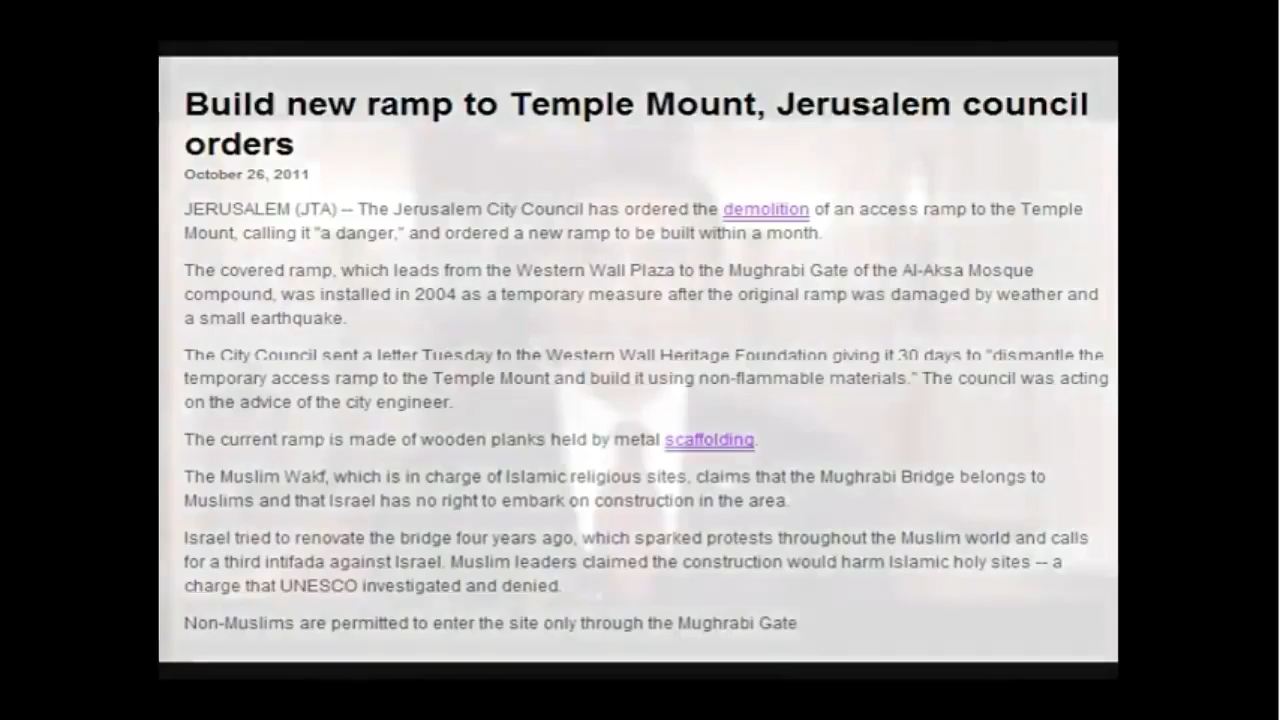 Build new ramp to Temple Mount, Jerusalem council
orders
October 26, 2011
JERUSALEM (JTA) -- The Jerusalem City Council has ordered the demolition of an access ramp to the Temple
Mount, calling it "a danger," and ordered a new ramp to be built within a month.
The covered ramp, which leads from the Western Wall Plaza to the Mughrabi Gate of the Al-Aksa Mosque
compound, was installed in 2004 as a temporary measure after the original ramp was damaged by weather and
a small earthquake.
The City Council sent a letter Tuesday to the Western Wall Heritage Foundation giving it 30 days to "dismantle the
temporary access ramp to the Temple Mount and build it using non-flammable materials." The council was acting
on the advice of the city engineer.
The current ramp is made of wooden planks held by metal scaffolding.
The Muslim Wakf, which is in charge of Islamic religious sites, claims that the Mughrabi Bridge belongs to
Muslims and that Israel has no right to embark on construction in the area.
Israel tried to renovate the bridge four years ago, which sparked protests throughout the Muslim world and calls
for a third intifada against Israel. Muslim leaders claimed the construction would harm Islamic holy sites -- a
charge that UNESCO investigated and denied.
Non-Muslims are permitted to enter the site only through the Mughrabi Gate